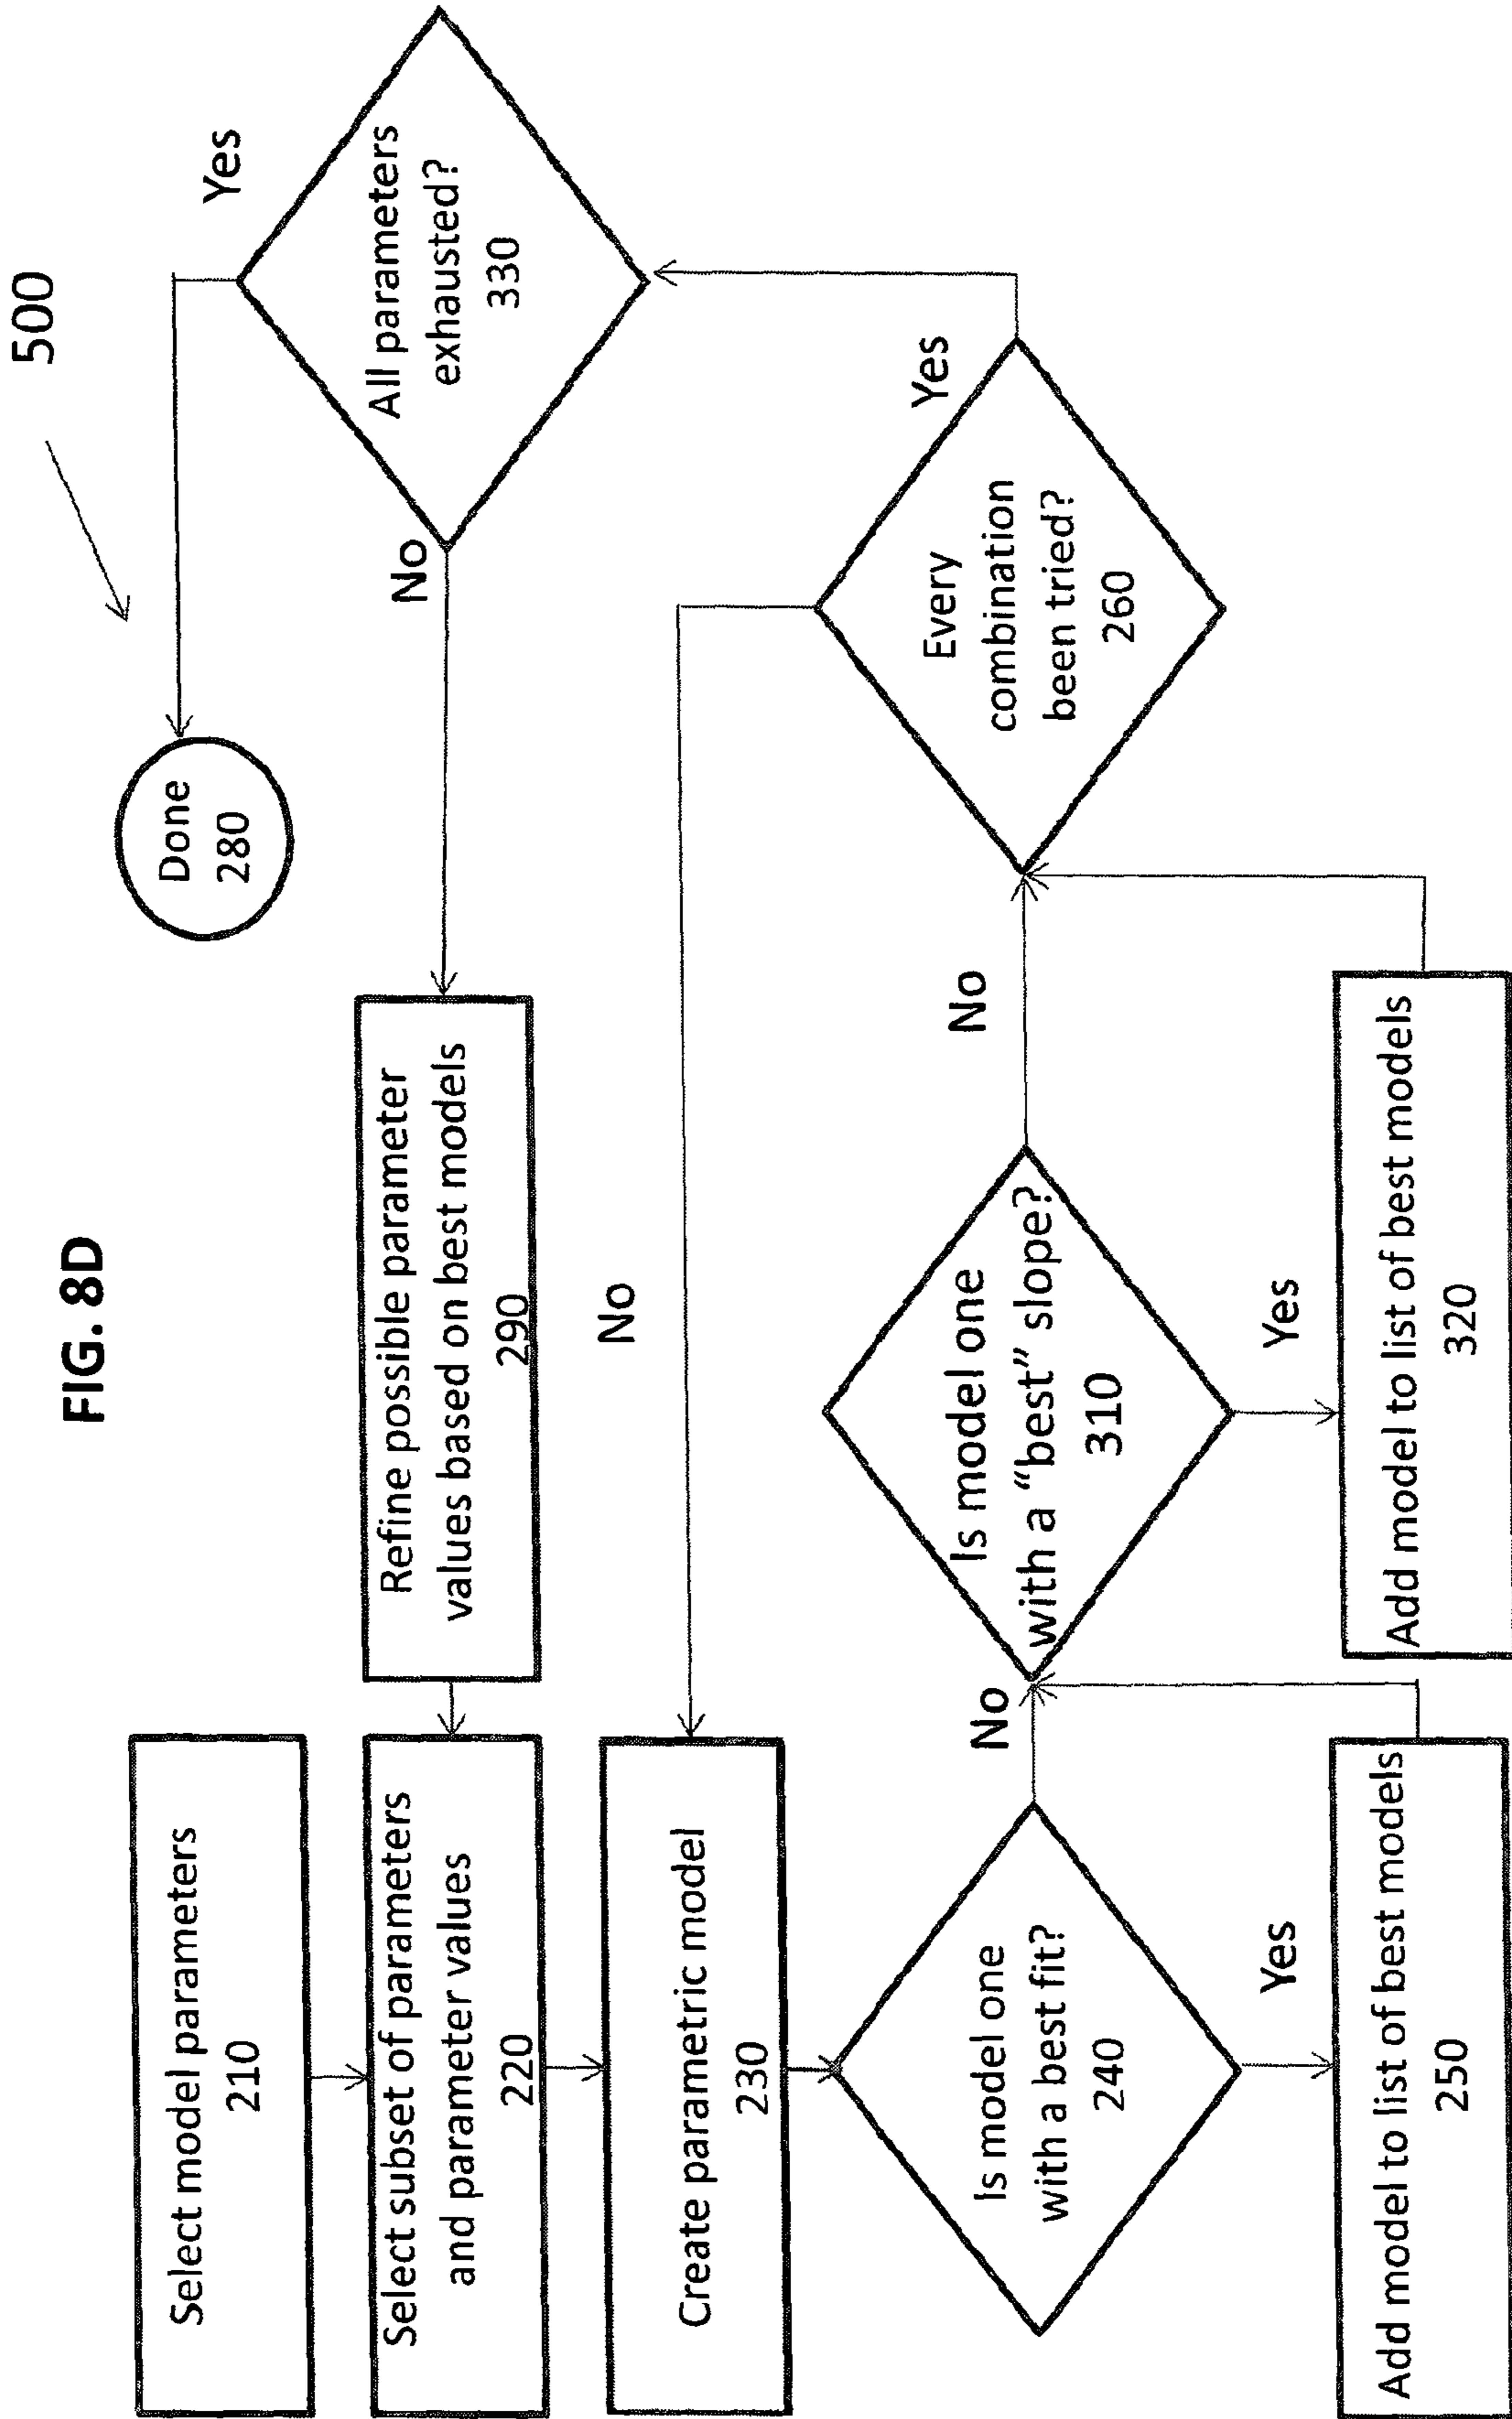 FIG. 8D
500
Select model parameters
210
Select subset of parameters
and parameter values
220
Refine possible parameter
values based on best models
290
Done
280
Yes
All parameters
exhausted?
330
No
Create parametric model
230
No
Is model one
with a best fit?
240
No
Yes
Add model to list of best models
250
Is model one
with a “best” slope?
310
No
Yes
Add model to list of best models
320
Every
combination
been tried?
260
Yes